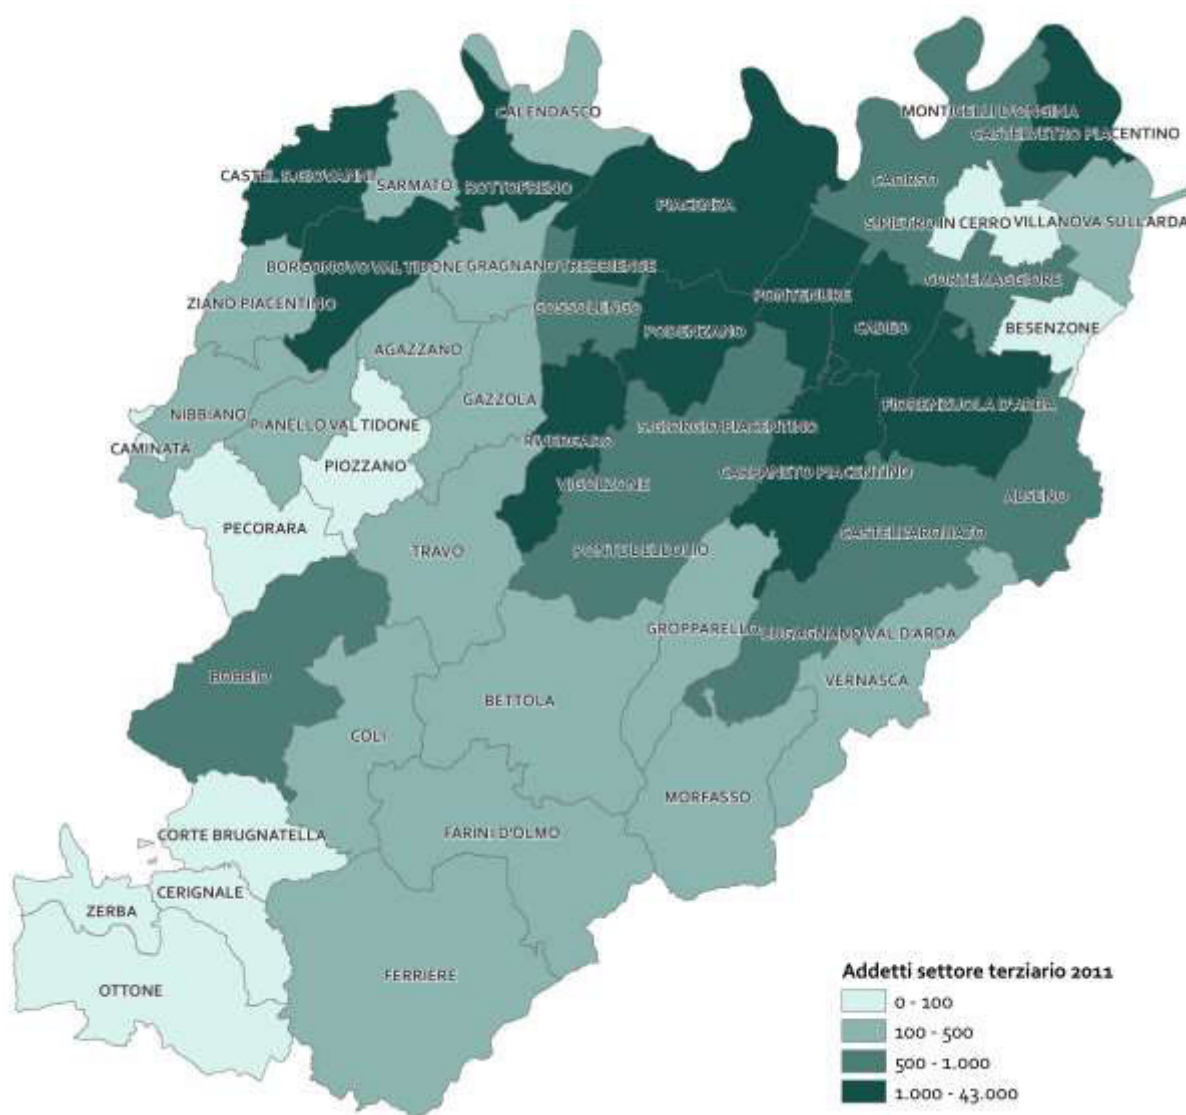 CALENDASCO
MONTICELLI D'ONGINA
CASTELVETRO PIACENTINO
CASTEL S.GIOVANNI
SARMATO
ROTTOFRENO
CAORSO
PIACENZA
S.PIETRO IN CERRO
VILLANOVA SULL'ARDA
BORGONOVO VAL TIDONE
GRAGNANO TREBBIENSE
CORTEMAGGIORE
ZIANO PIACENTINO
GOSSOLENGO
PONTENURE
PODENZANO
CADEO
BESENZONE
AGAZZANO
GAZZOLA
FIORENZUOLA D'ARDA
NIBBIANO
PIANELLO VAL TIDONE
S.GIORGIO PIACENTINO
RIVERGARO
CAMINATA
PIOZZANO
CARPANETO PIACENTINO
VIGOLZONE
ALSENO
PECORARA
CASTELL'ARQUATO
TRAVO
PONTE DELL'OLIO
GROPPARELLO
LUGAGNANO VAL D'ARDA
BOBBIO
VERNASCA
BETTOLA
COLI
MORFASSO
CORTE BRUGNATELLA
FARINI D'OLMO
CERIGNALE
ZERBA
FERRIERE
OTTONE
Addetti settore terziario 2011
0 - 100
100 - 500
500 - 1.000
1.000 - 43.000